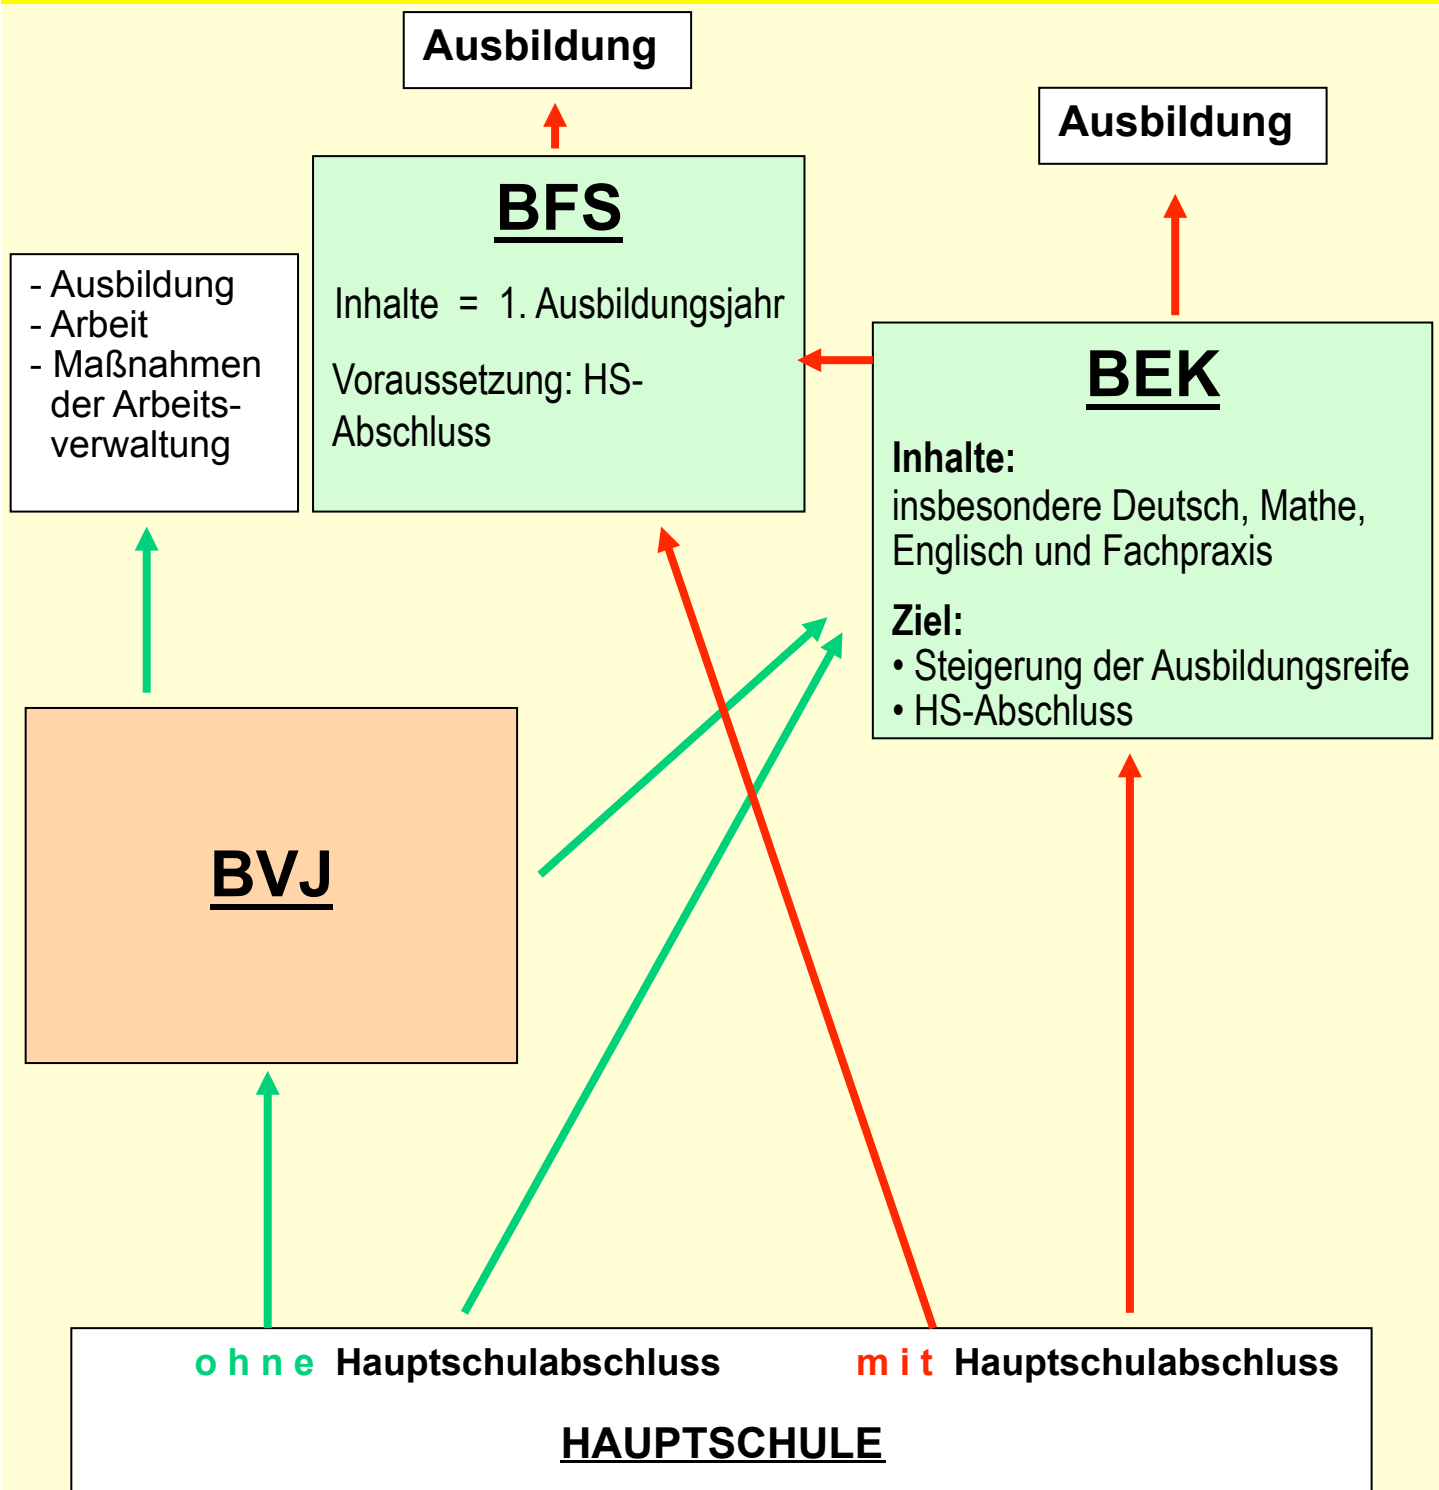 Ausbildung
Ausbildung
BFS
Inhalte = 1. Ausbildungsjahr
Voraussetzung: HS-
Abschluss
- Ausbildung
- Arbeit
- Maßnahmen
der Arbeits-
verwaltung
BEK
Inhalte:
insbesondere Deutsch, Mathe,
Englisch und Fachpraxis
Ziel:
• Steigerung der Ausbildungsreife
• HS-Abschluss
BVJ
o h n e Hauptschulabschluss
m i t Hauptschulabschluss
HAUPTSCHULE